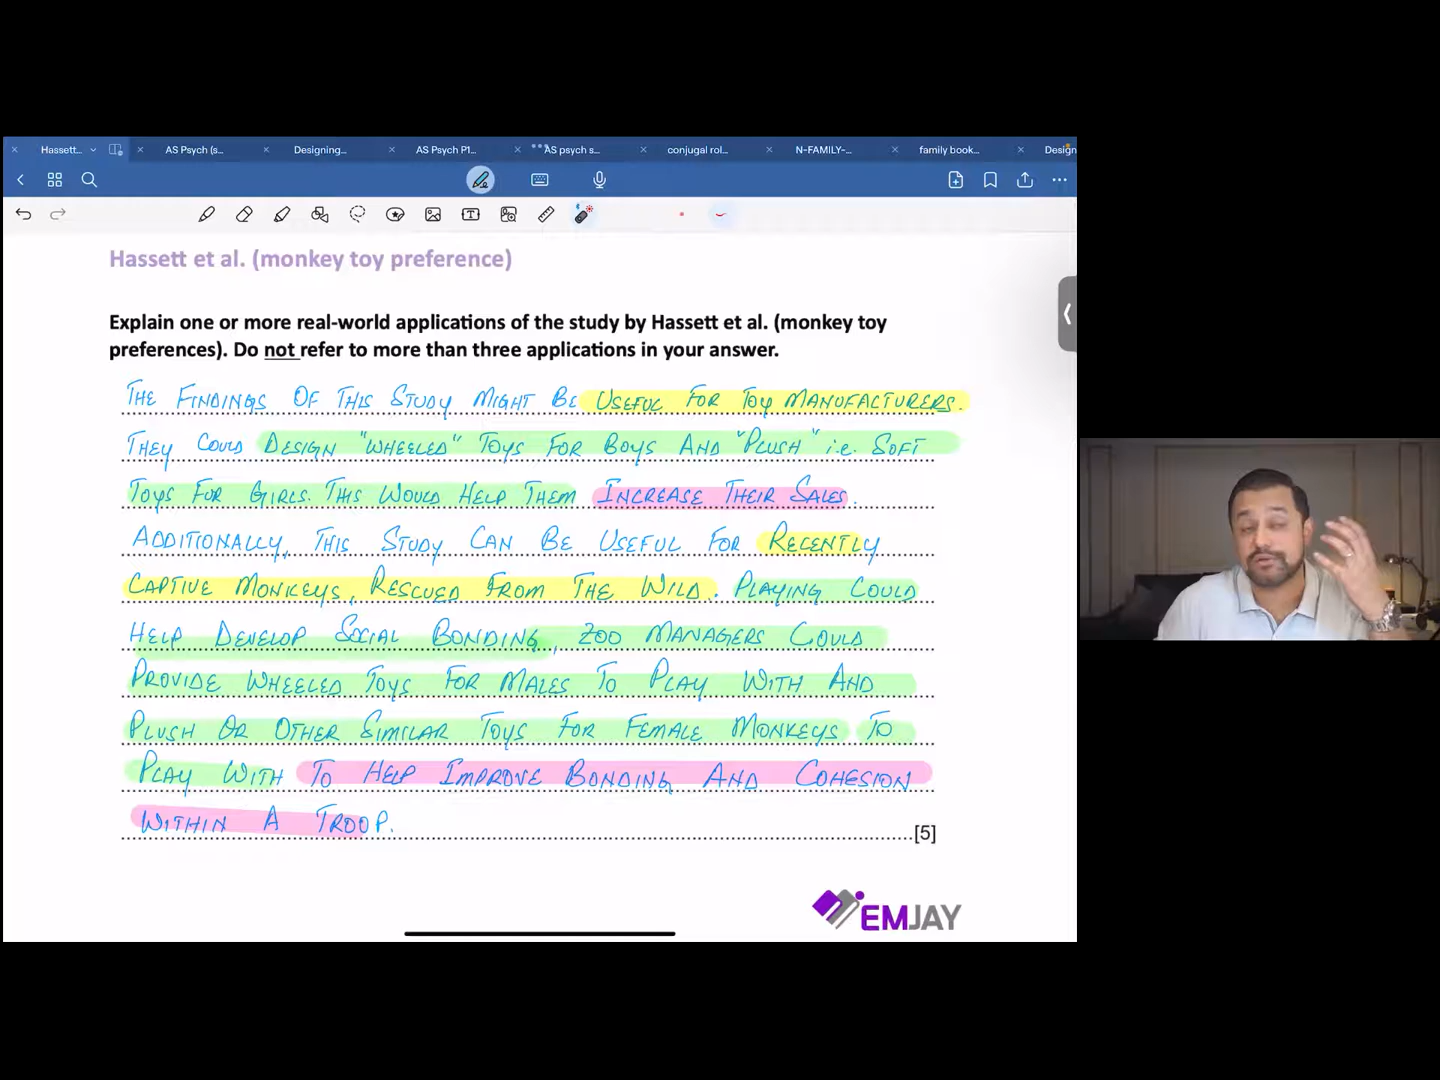 Hassett...
AS Psych (s...
Designing...
AS Psych P1...
AS psych s...
conjugal rol...
N-FAMILY-...
family book...
Design
Hassett et al. (monkey toy preference)
Explain one or more real-world applications of the study by Hassett et al. (monkey toy
preferences). Do not refer to more than three applications in your answer.
THE FINDINGS OF THIS STUDY MIGHT BE USEFUL FOR TOY MANUFACTURERS.
THEY COULD DESIGN "WHEELED" TOYS FOR BOYS AND "PLUSH" i.e. SOFT
TOYS FOR GIRLS. THIS WOULD HELP THEM INCREASE THEIR SALES.
ADDITIONALLY, THIS STUDY CAN BE USEFUL FOR RECENTLY
CAPTIVE MONKEYS, RESCUED FROM THE WILD. PLAYING COULD
HELP DEVELOP SOCIAL BONDING, ZOO MANAGERS COULD
PROVIDE WHEELED TOYS FOR MALES TO PLAY WITH AND
PLUSH OR OTHER SIMILAR TOYS FOR FEMALE MONKEYS TO
PLAY WITH TO HELP IMPROVE BONDING AND COHESION
WITHIN A TROOP.
[5]
EMJAY